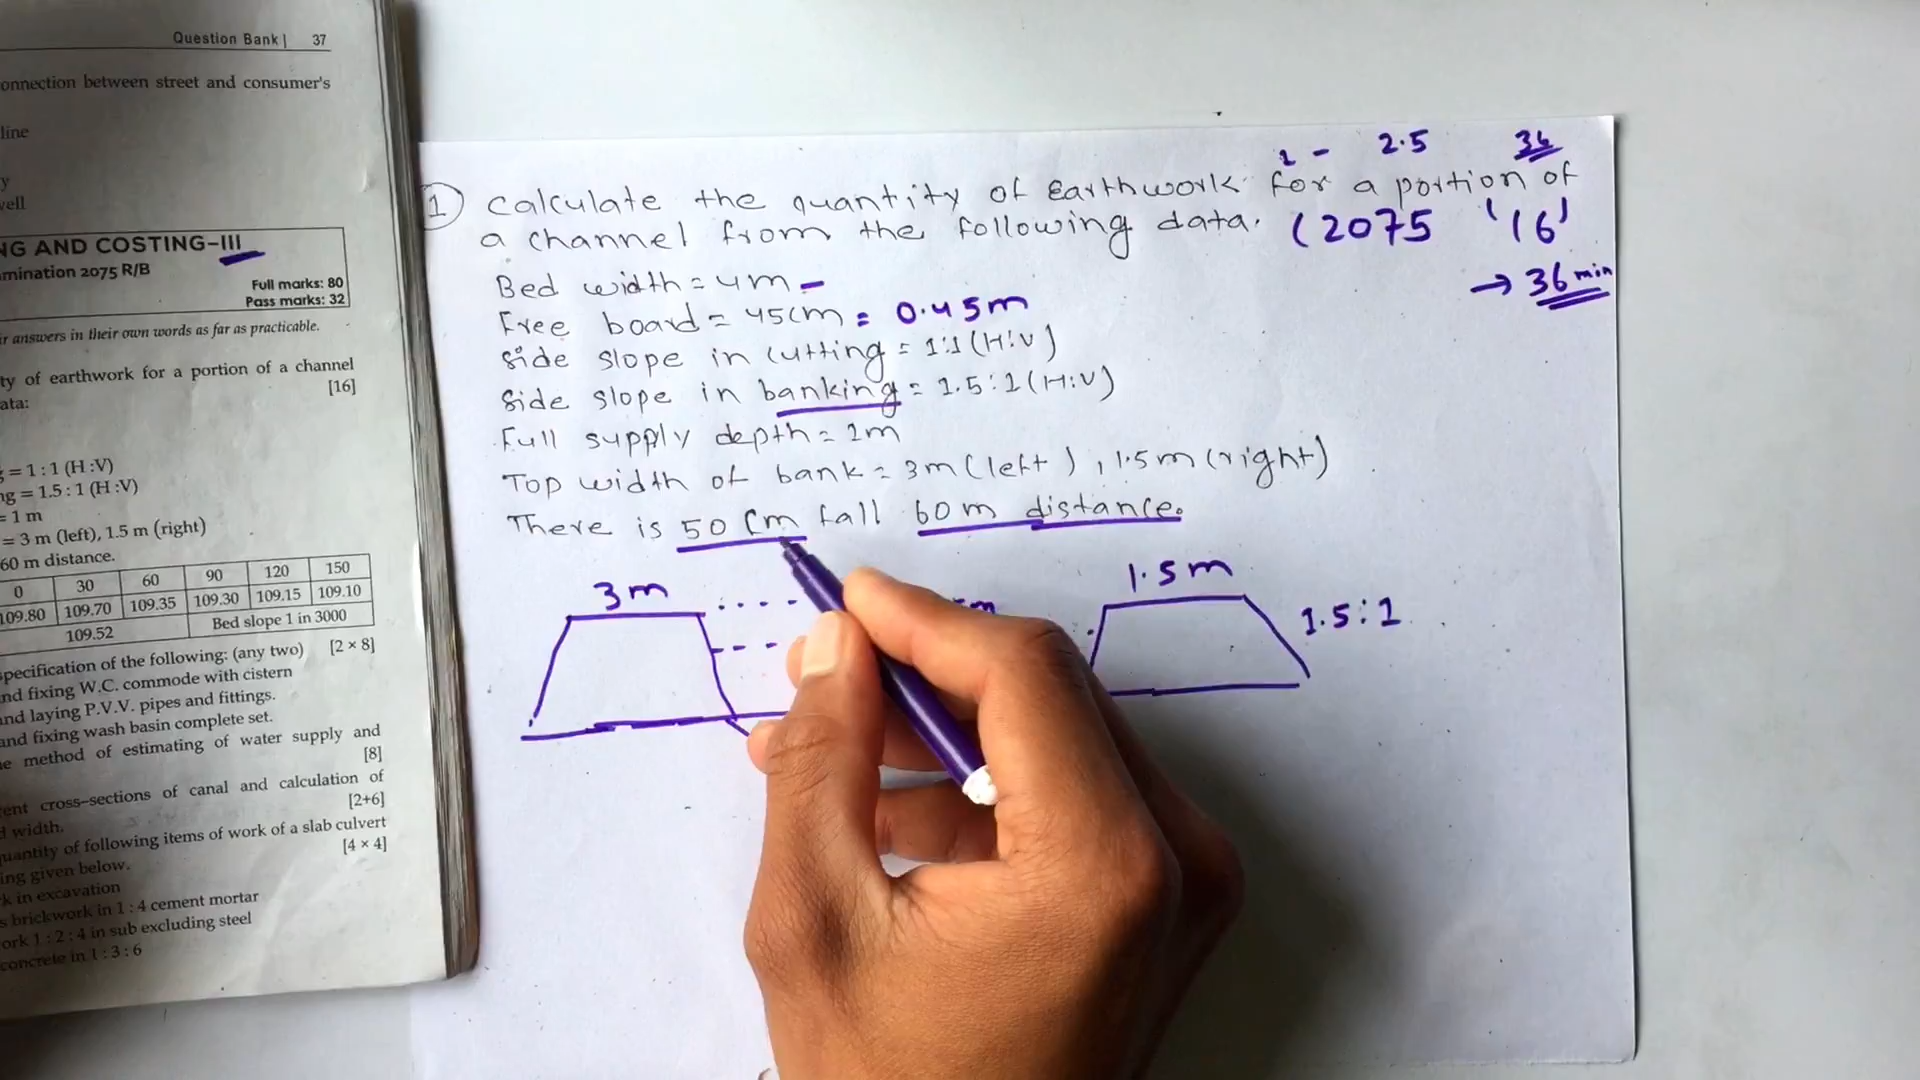 Question Bank | 37
onnection between street and consumer's
line
y
vell
NG AND COSTING–III
mination 2075 R/B
Full marks: 80
Pass marks: 32
ir answers in their own words as far as practicable.
ty of earthwork for a portion of a channel
[16]
ata:
g = 1 : 1 (H :V)
ng = 1.5 : 1 (H :V)
= 1 m
= 3 m (left), 1.5 m (right)
60 m distance.
0 30 60 90 120 150
109.80 109.70 109.35 109.30 109.15 109.10
109.52 Bed slope 1 in 3000
pecification of the following: (any two) [2 × 8]
nd fixing W.C. commode with cistern
and laying P.V.V. pipes and fittings.
and fixing wash basin complete set.
e method of estimating of water supply and
[8]
rent cross–sections of canal and calculation of
d width. [2+6]
quantity of following items of work of a slab culvert
ing given below. [4 × 4]
k in excavation
s brickwork in 1 : 4 cement mortar
ork 1 : 2 : 4 in sub excluding steel
concrete in 1 : 3 : 6
1 - 2.5 36
1) Calculate the quantity of Earthwork for a portion of
a channel from the following data. (2075 '16'
→ 36 min
Bed width = 4m -
Free board = 45cm = 0.45m
Side slope in cutting = 1:1 (H:V)
Side slope in banking = 1.5:1 (H:V)
Full supply depth = 1m
Top width of bank = 3m (left), 1.5m (right)
There is 50 Cm fall 60m distance.
3m
1.5m
1.5:1